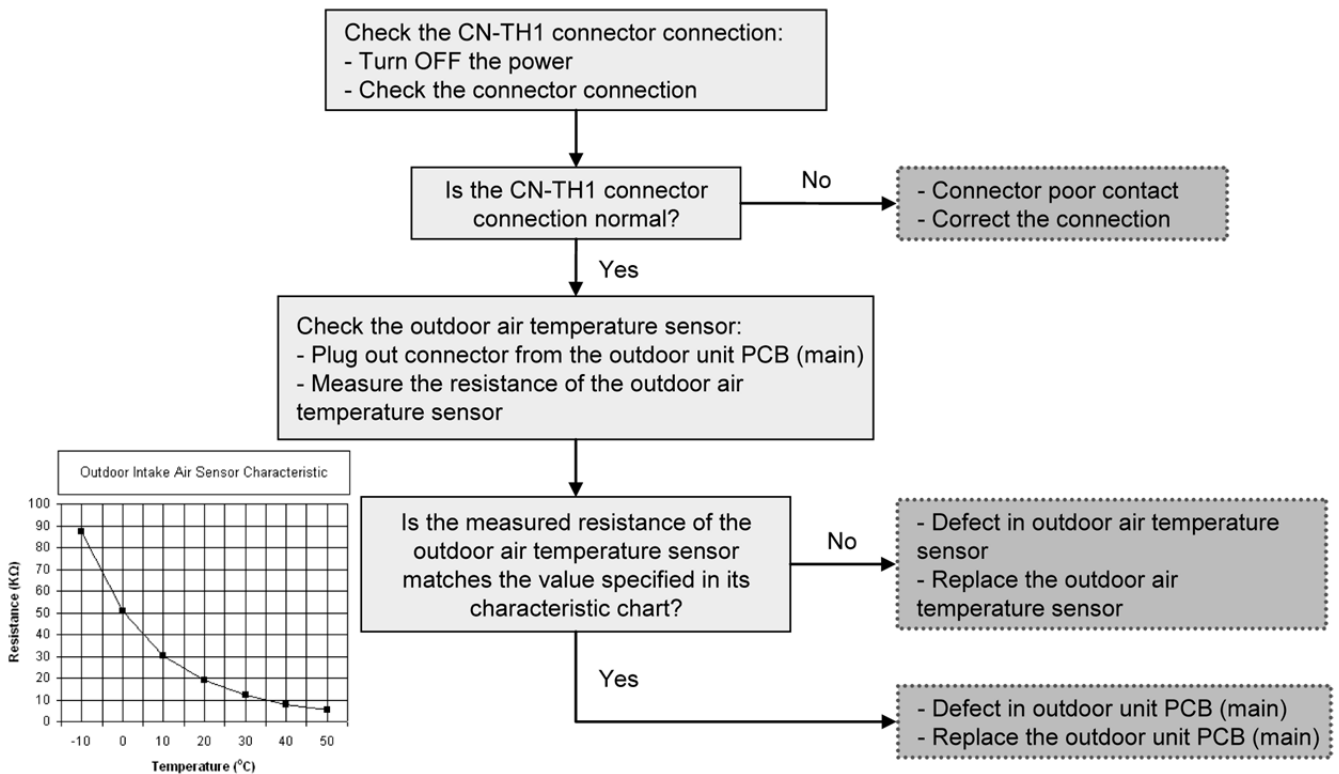 Check the CN-TH1 connector connection:
- Turn OFF the power
- Check the connector connection
Is the CN-TH1 connector
connection normal?
No
- Connector poor contact
- Correct the connection
Yes
Check the outdoor air temperature sensor:
- Plug out connector from the outdoor unit PCB (main)
- Measure the resistance of the outdoor air
temperature sensor
Is the measured resistance of the
outdoor air temperature sensor
matches the value specified in its
characteristic chart?
No
- Defect in outdoor air temperature
sensor
- Replace the outdoor air
temperature sensor
Yes
- Defect in outdoor unit PCB (main)
- Replace the outdoor unit PCB (main)
Outdoor Intake Air Sensor Characteristic
Resistance (KΩ)
100
90
80
70
60
50
40
30
20
10
0
-10 0 10 20 30 40 50
Temperature (°C)